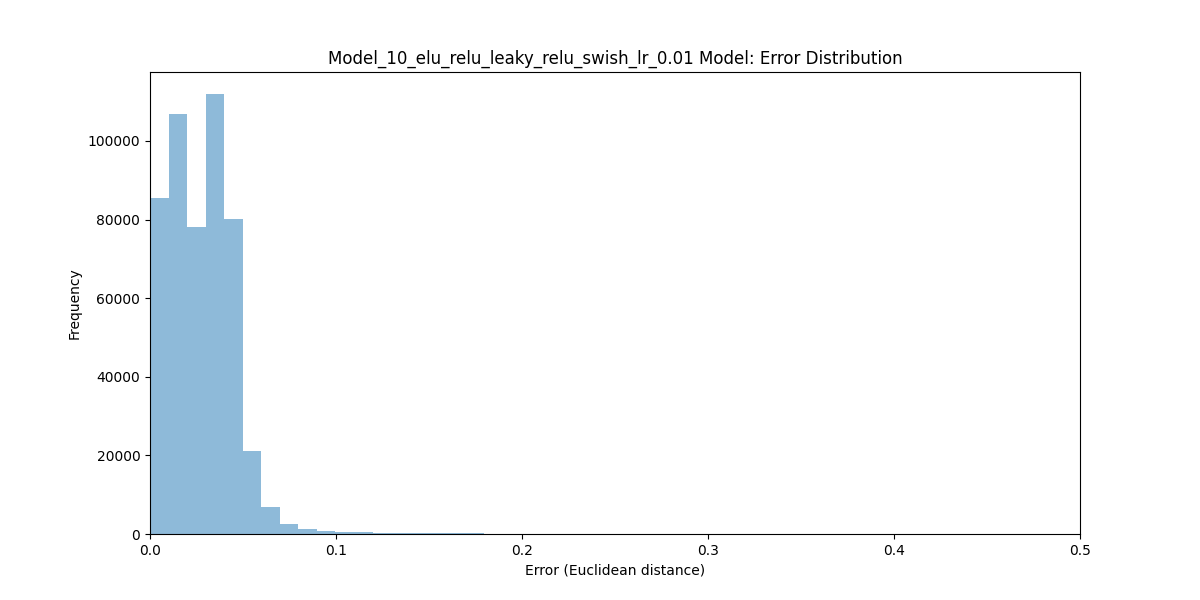 Model_10_elu_relu_leaky_relu_swish_lr_0.01 Model: Error Distribution
100000
80000
60000
40000
20000
0
Frequency
0.0 0.1 0.2 0.3 0.4 0.5
Error (Euclidean distance)